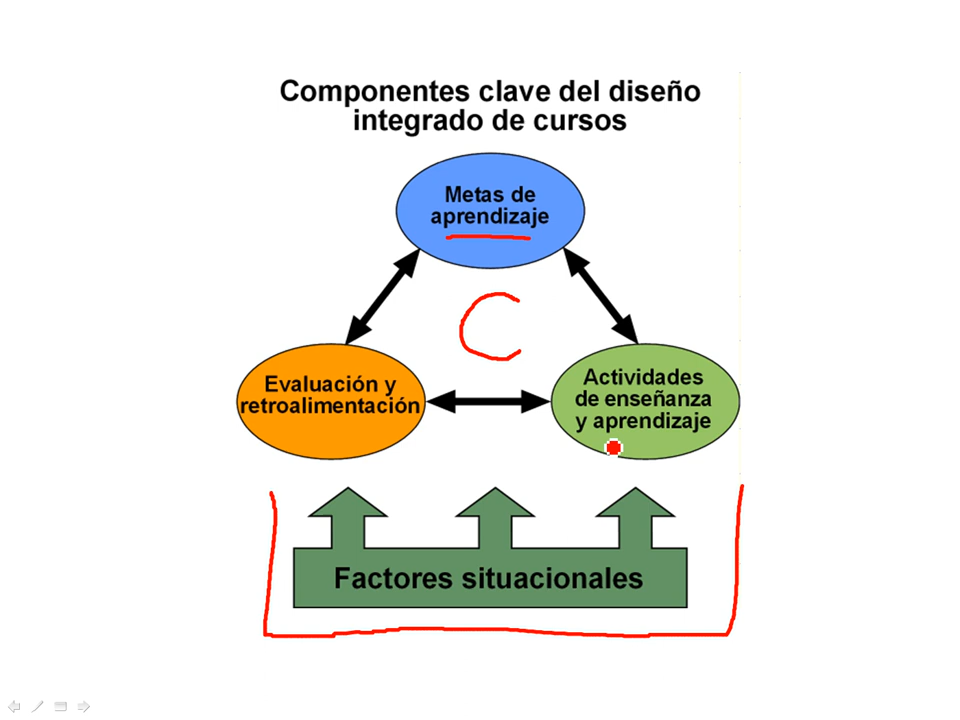 Componentes clave del diseño
integrado de cursos
Metas de
aprendizaje
C
Evaluación y
retroalimentación
Actividades
de enseñanza
y aprendizaje
Factores situacionales